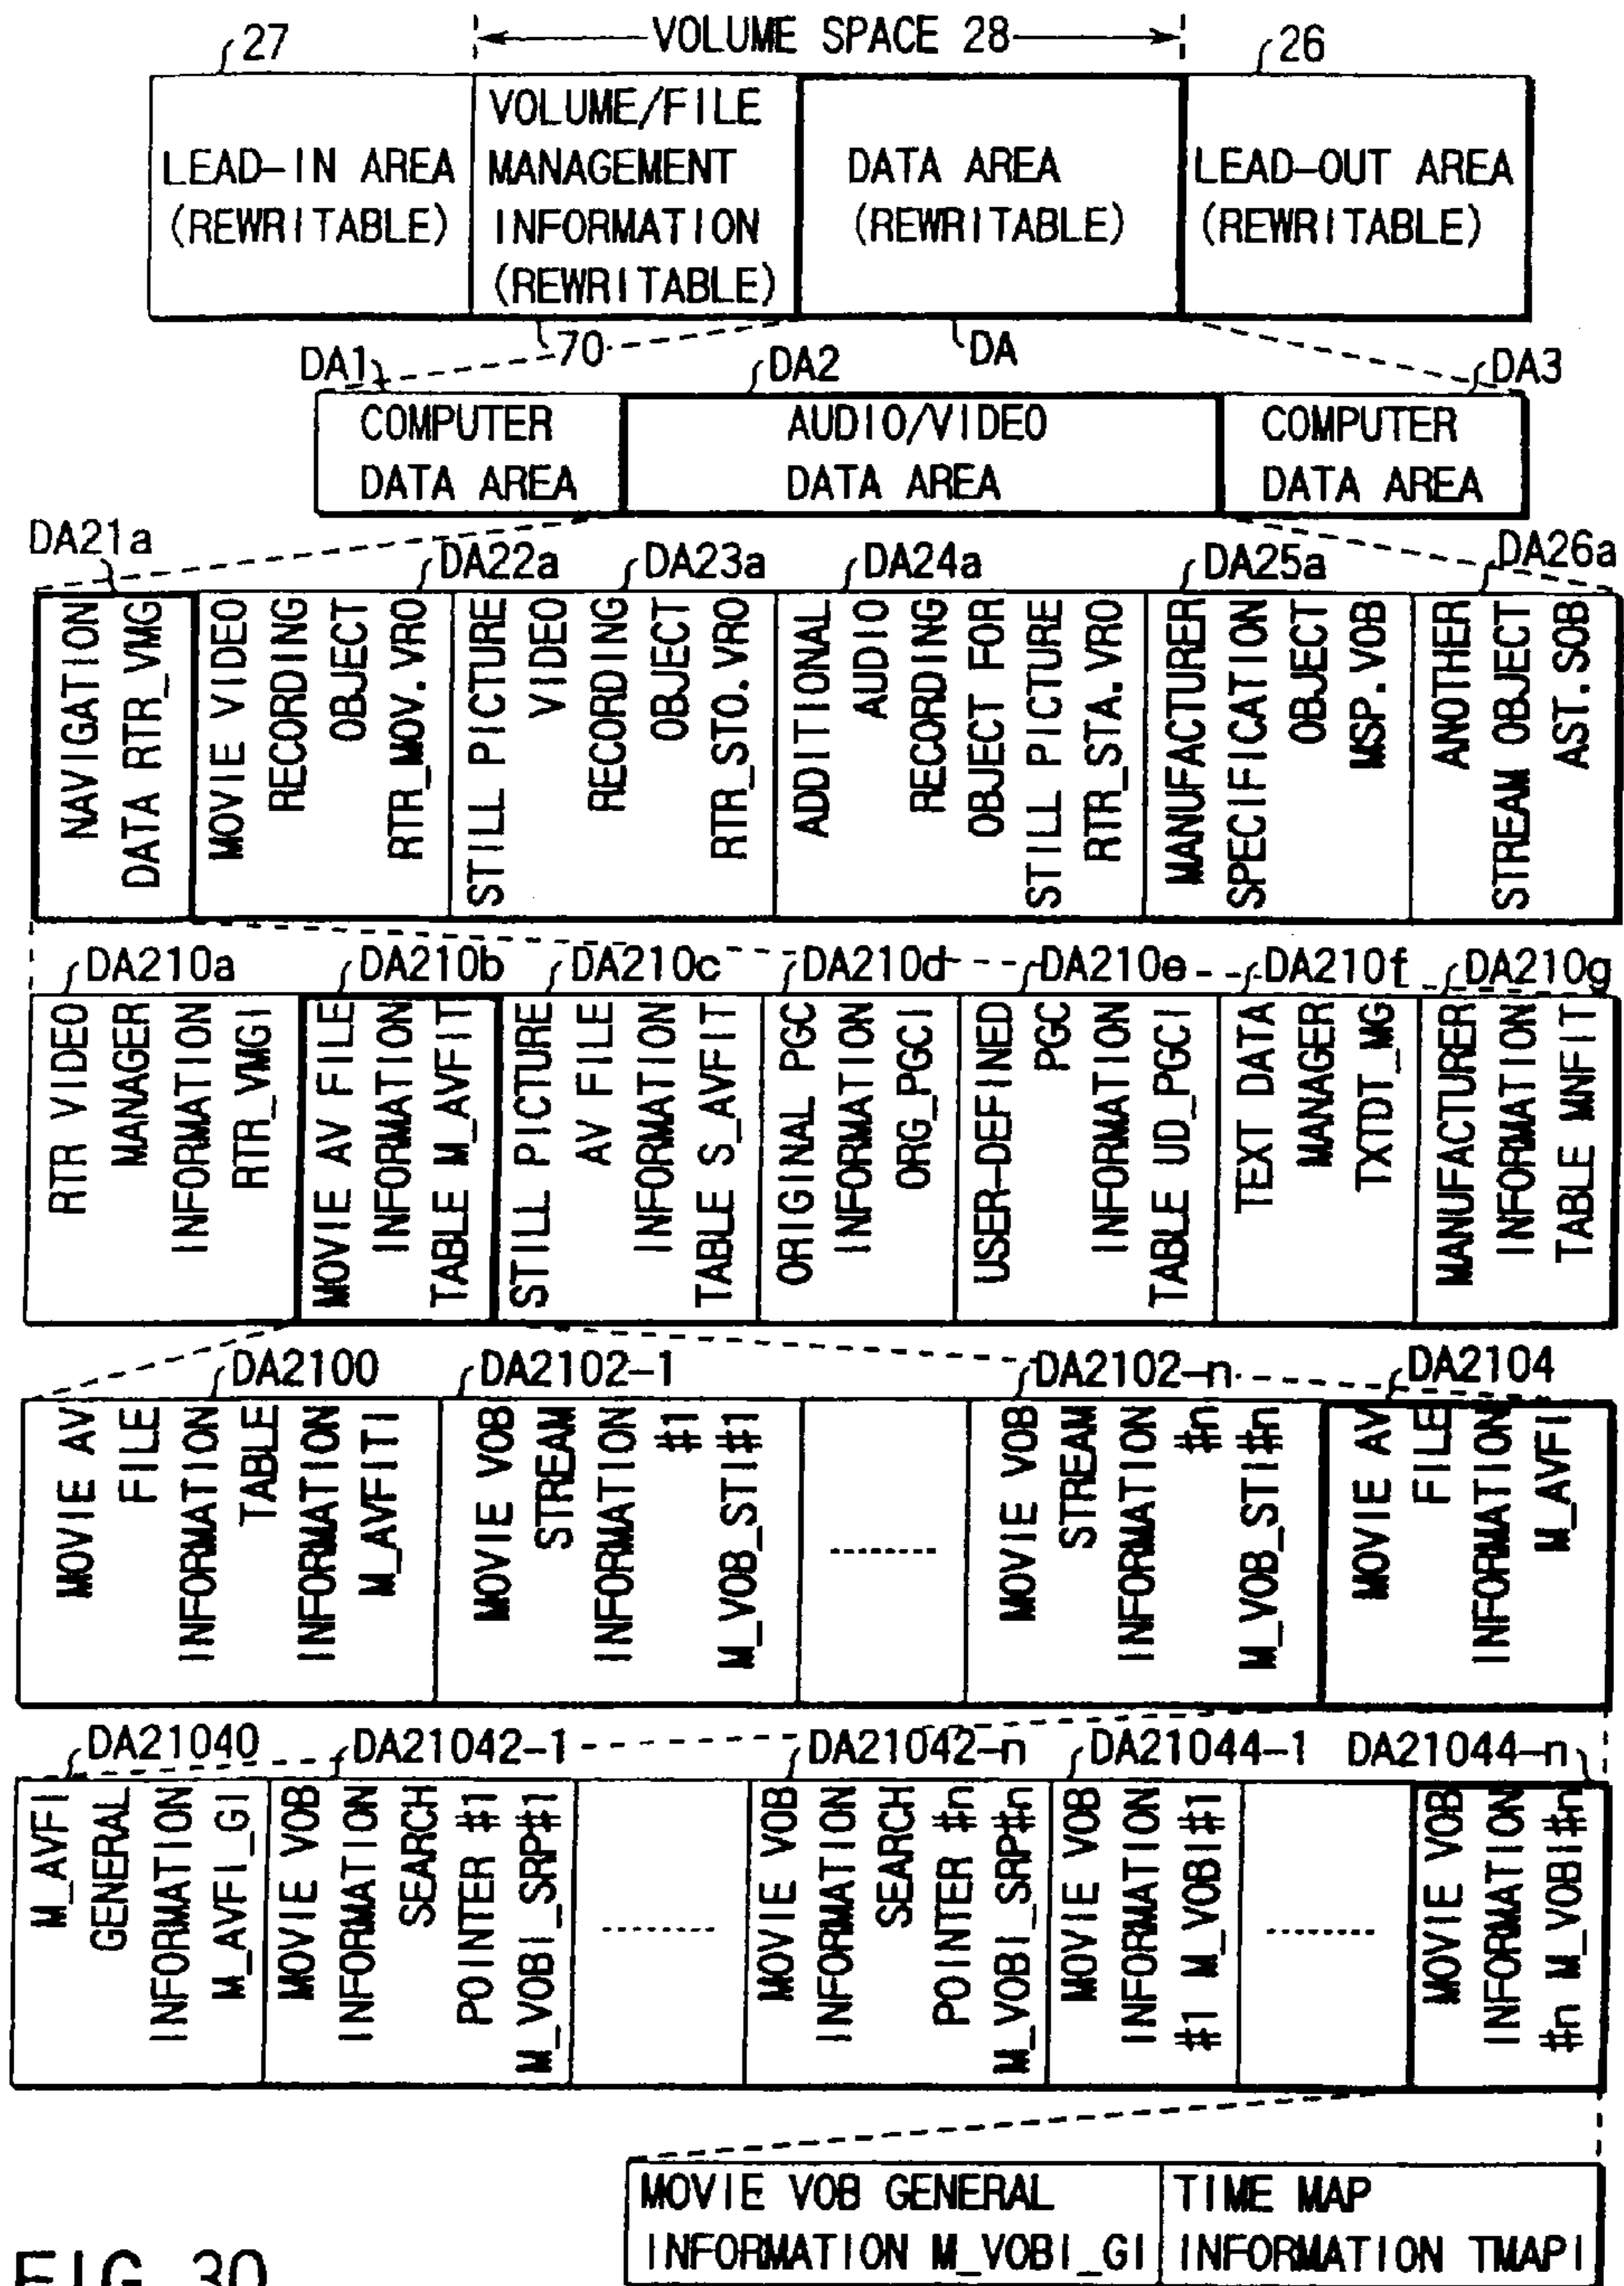 27
VOLUME SPACE 28
26
LEAD-IN AREA
(REWRITABLE)
VOLUME/FILE
MANAGEMENT
INFORMATION
(REWRITABLE)
DATA AREA
(REWRITABLE)
LEAD-OUT AREA
(REWRITABLE)
70
DA
DA1
DA2
DA3
COMPUTER
DATA AREA
AUDIO/VIDEO
DATA AREA
COMPUTER
DATA AREA
DA21a
DA22a
DA23a
DA24a
DA25a
DA26a
NAVIGATION
DATA RTR_VMG
MOVIE VIDEO
RECORDING
OBJECT
RTR_MOV.VRO
STILL PICTURE
VIDEO
RECORDING
OBJECT
RTR_STO.VRO
ADDITIONAL
AUDIO
RECORDING
OBJECT FOR
STILL PICTURE
RTR_STA.VRO
MANUFACTURER
SPECIFICATION
OBJECT
MSP.VOB
ANOTHER
STREAM OBJECT
AST.SOB
DA210a
DA210b
DA210c
DA210d
DA210e
DA210f
DA210g
RTR VIDEO
MANAGER
INFORMATION
RTR_VMGI
MOVIE AV FILE
INFORMATION
TABLE M_AVFIT
STILL PICTURE
AV FILE
INFORMATION
TABLE S_AVFIT
ORIGINAL PGC
INFORMATION
ORG_PGCI
USER-DEFINED
PGC
INFORMATION
TABLE UD_PGCI
TEXT DATA
MANAGER
TXTDT_MG
MANUFACTURER
INFORMATION
TABLE MNFIT
DA2100
DA2102-1
DA2102-n
DA2104
MOVIE AV
FILE
INFORMATION
TABLE
INFORMATION
M_AVFITI
MOVIE VOB
STREAM
INFORMATION
#1
M_VOB_STI#1
--------
MOVIE VOB
STREAM
INFORMATION
#n
M_VOB_STI#n
MOVIE AV
FILE
INFORMATION
M_AVFI
DA21040
DA21042-1
DA21042-n
DA21044-1
DA21044-n
M_AVFI
GENERAL
INFORMATION
M_AVFI_GI
MOVIE VOB
INFORMATION
SEARCH
POINTER #1
M_VOBI_SRP#1
--------
MOVIE VOB
INFORMATION
SEARCH
POINTER #n
M_VOBI_SRP#n
MOVIE VOB
INFORMATION
#1 M_VOBI#1
--------
MOVIE VOB
INFORMATION
#n M_VOBI#n
MOVIE VOB GENERAL
INFORMATION M_VOBI_GI
TIME MAP
INFORMATION TMAPI
FIG. 30